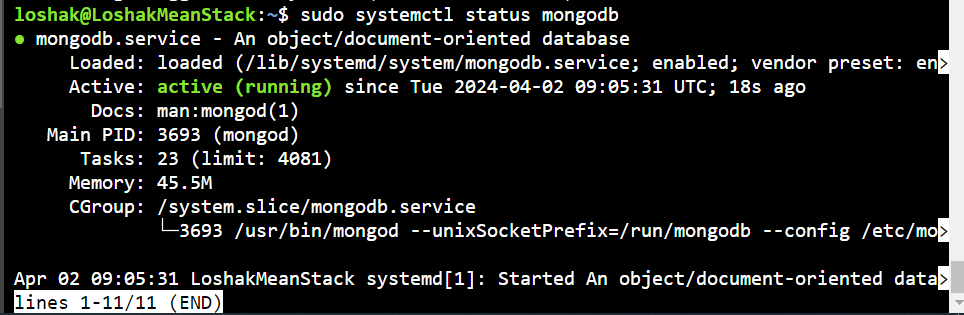 loshak@LoshakMeanStack:~$ sudo systemctl status mongodb
● mongodb.service - An object/document-oriented database
Loaded: loaded (/lib/systemd/system/mongodb.service; enabled; vendor preset: en>
Active: active (running) since Tue 2024-04-02 09:05:31 UTC; 18s ago
Docs: man:mongod(1)
Main PID: 3693 (mongod)
Tasks: 23 (limit: 4081)
Memory: 45.5M
CGroup: /system.slice/mongodb.service
└─3693 /usr/bin/mongod --unixSocketPrefix=/run/mongodb --config /etc/mo>
Apr 02 09:05:31 LoshakMeanStack systemd[1]: Started An object/document-oriented data>
lines 1-11/11 (END)